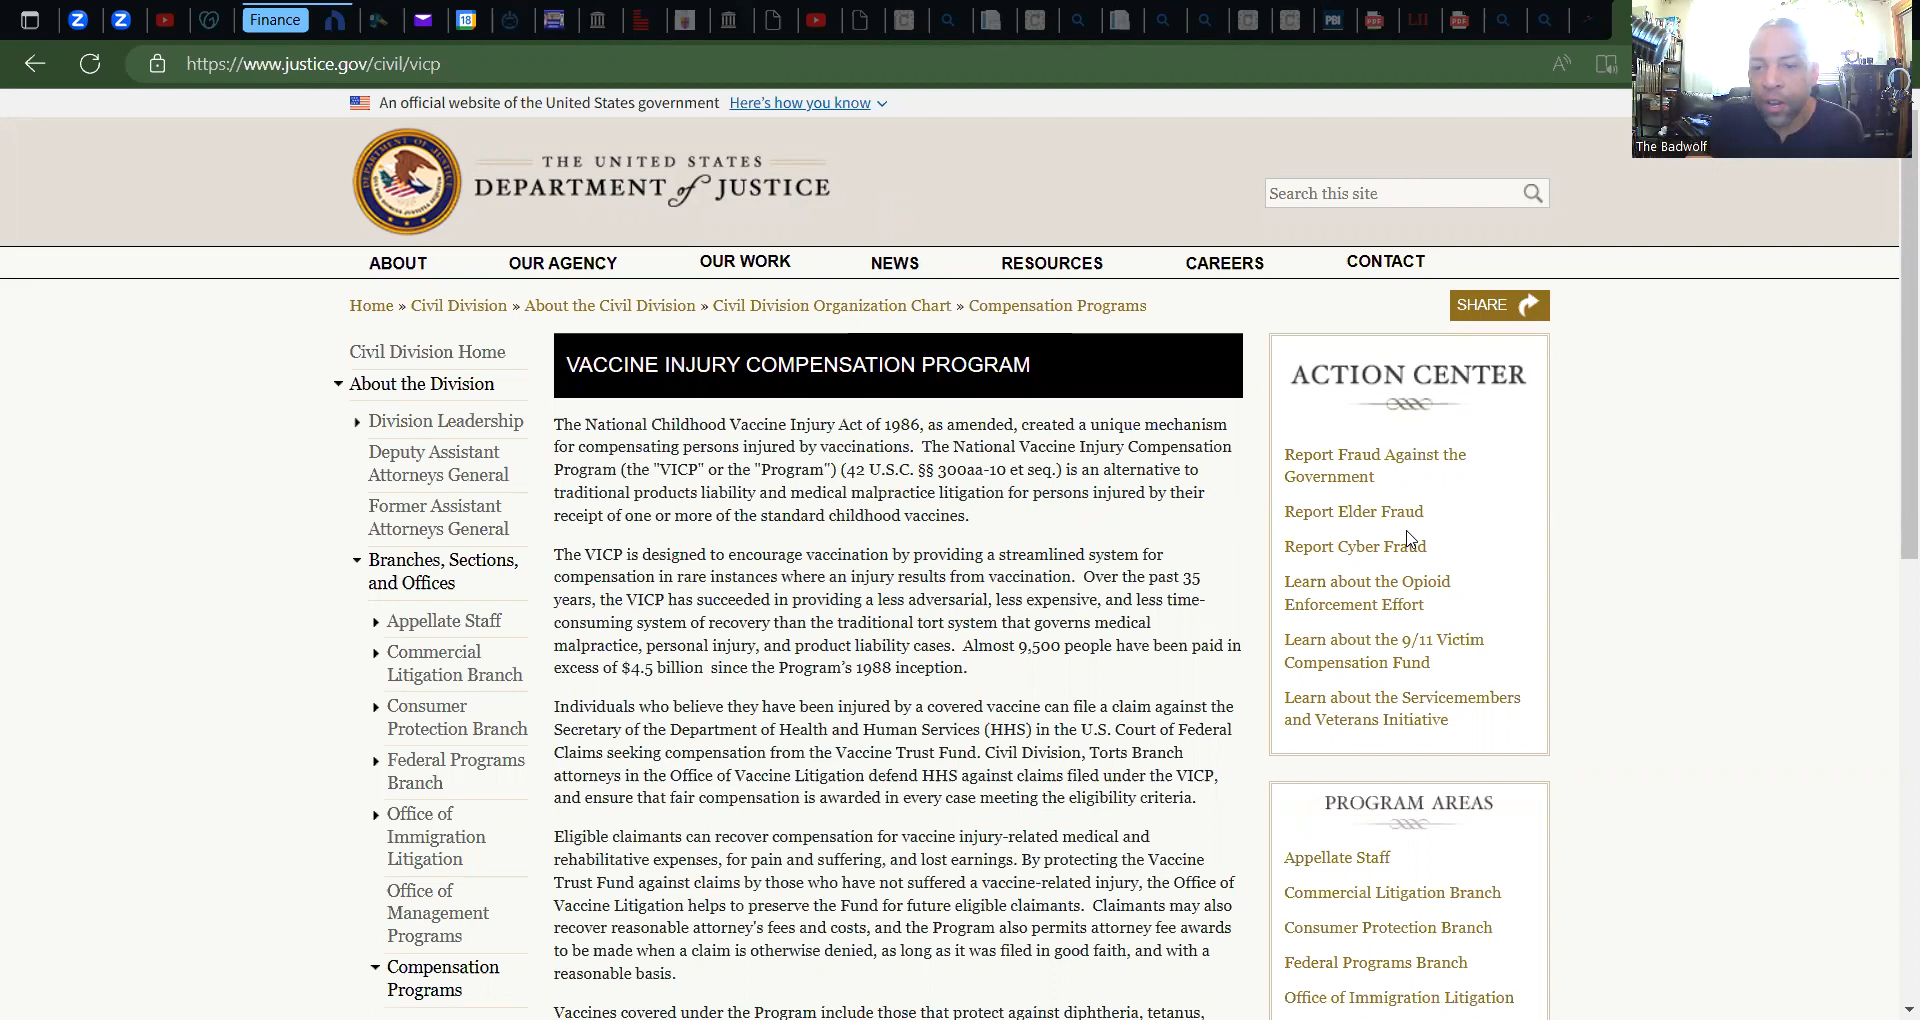 Finance
18
PBI
PDF
LII
PDF
https://www.justice.gov/civil/vicp
The Badwolf
An official website of the United States government Here's how you know
THE UNITED STATES
DEPARTMENT of JUSTICE
Search this site
ABOUT OUR AGENCY OUR WORK NEWS RESOURCES CAREERS CONTACT
Home » Civil Division » About the Civil Division » Civil Division Organization Chart » Compensation Programs
SHARE
Civil Division Home
About the Division
Division Leadership
Deputy Assistant
Attorneys General
Former Assistant
Attorneys General
Branches, Sections,
and Offices
Appellate Staff
Commercial
Litigation Branch
Consumer
Protection Branch
Federal Programs
Branch
Office of
Immigration
Litigation
Office of
Management
Programs
Compensation
Programs
VACCINE INJURY COMPENSATION PROGRAM
The National Childhood Vaccine Injury Act of 1986, as amended, created a unique mechanism
for compensating persons injured by vaccinations. The National Vaccine Injury Compensation
Program (the "VICP" or the "Program") (42 U.S.C. §§ 300aa-10 et seq.) is an alternative to
traditional products liability and medical malpractice litigation for persons injured by their
receipt of one or more of the standard childhood vaccines.
The VICP is designed to encourage vaccination by providing a streamlined system for
compensation in rare instances where an injury results from vaccination. Over the past 35
years, the VICP has succeeded in providing a less adversarial, less expensive, and less time-
consuming system of recovery than the traditional tort system that governs medical
malpractice, personal injury, and product liability cases. Almost 9,500 people have been paid in
excess of $4.5 billion since the Program's 1988 inception.
Individuals who believe they have been injured by a covered vaccine can file a claim against the
Secretary of the Department of Health and Human Services (HHS) in the U.S. Court of Federal
Claims seeking compensation from the Vaccine Trust Fund. Civil Division, Torts Branch
attorneys in the Office of Vaccine Litigation defend HHS against claims filed under the VICP,
and ensure that fair compensation is awarded in every case meeting the eligibility criteria.
Eligible claimants can recover compensation for vaccine injury-related medical and
rehabilitative expenses, for pain and suffering, and lost earnings. By protecting the Vaccine
Trust Fund against claims by those who have not suffered a vaccine-related injury, the Office of
Vaccine Litigation helps to preserve the Fund for future eligible claimants. Claimants may also
recover reasonable attorney's fees and costs, and the Program also permits attorney fee awards
to be made when a claim is otherwise denied, as long as it was filed in good faith, and with a
reasonable basis.
Vaccines covered under the Program include those that protect against diphtheria, tetanus,
ACTION CENTER
Report Fraud Against the
Government
Report Elder Fraud
Report Cyber Fraud
Learn about the Opioid
Enforcement Effort
Learn about the 9/11 Victim
Compensation Fund
Learn about the Servicemembers
and Veterans Initiative
PROGRAM AREAS
Appellate Staff
Commercial Litigation Branch
Consumer Protection Branch
Federal Programs Branch
Office of Immigration Litigation